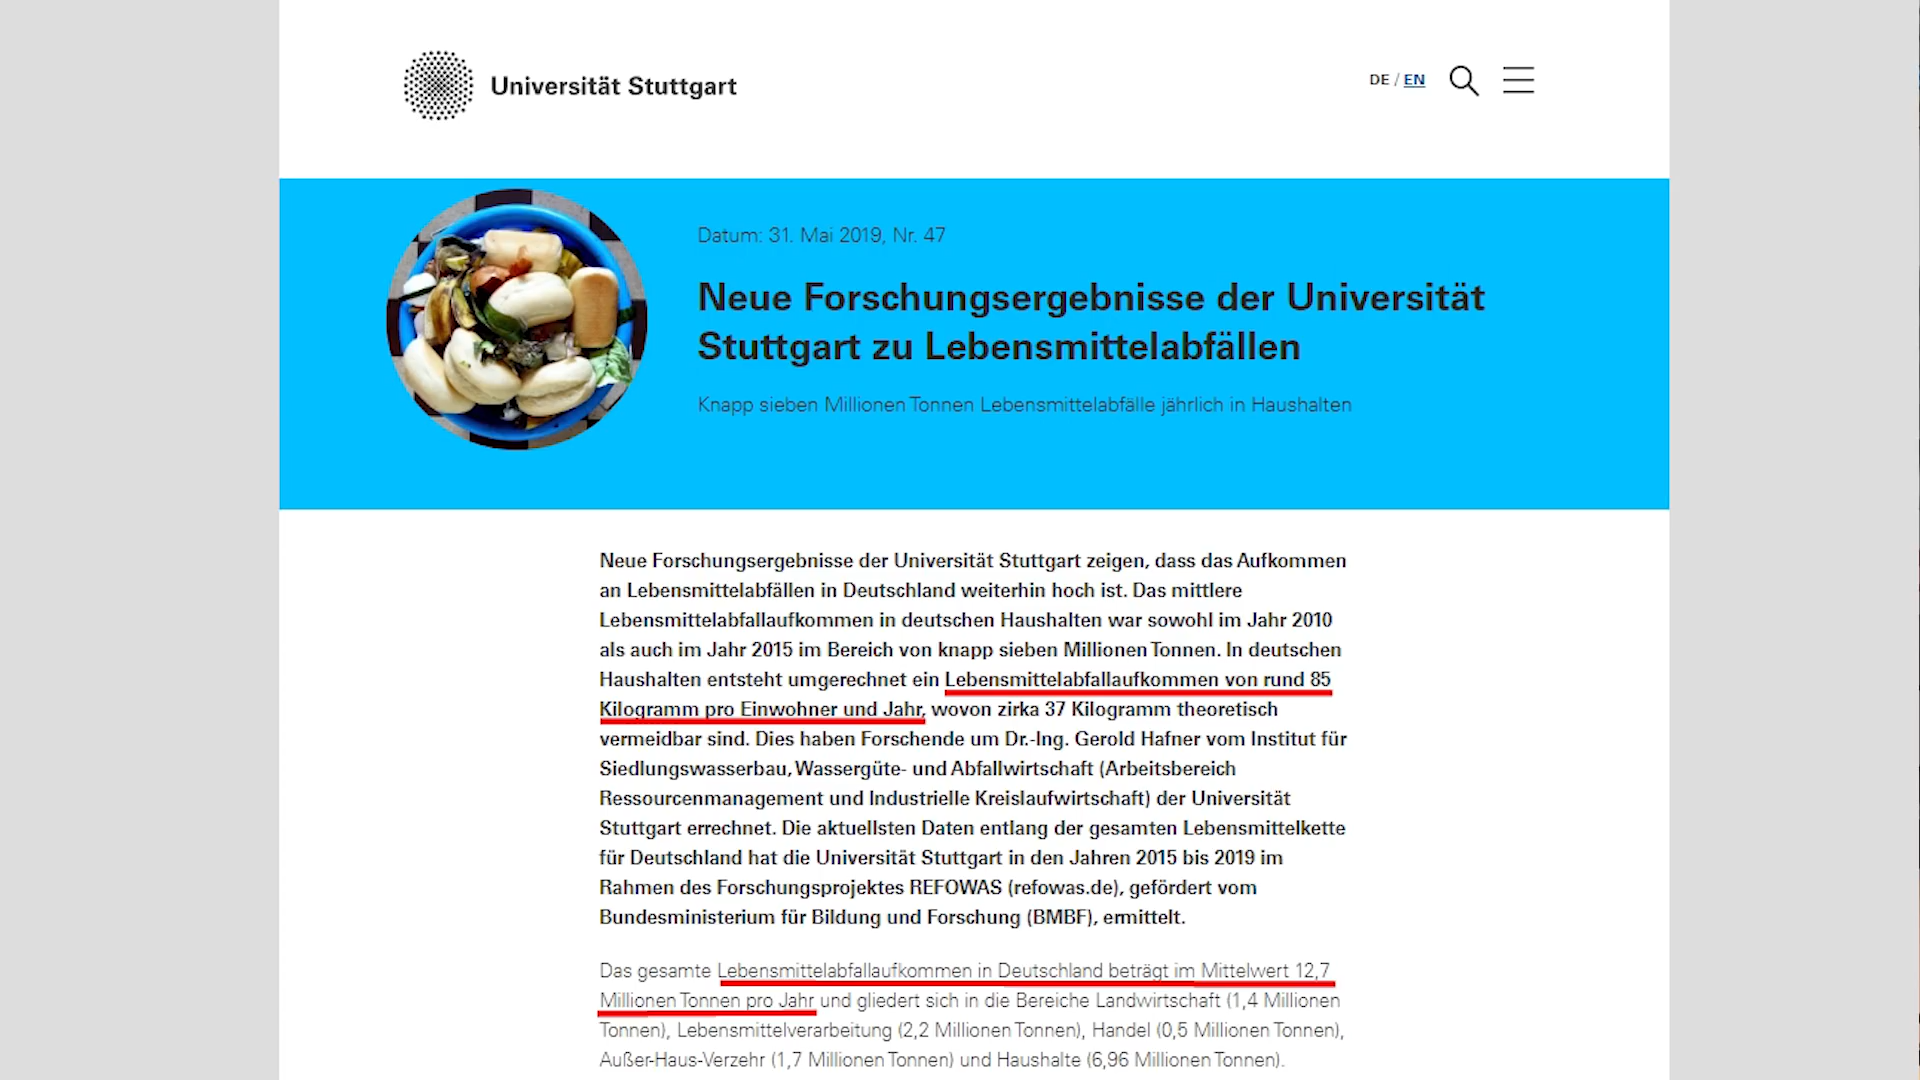 Universität Stuttgart
DE / EN
Datum: 31. Mai 2019, Nr. 47
Neue Forschungsergebnisse der Universität
Stuttgart zu Lebensmittelabfällen
Knapp sieben Millionen Tonnen Lebensmittelabfälle jährlich in Haushalten
Neue Forschungsergebnisse der Universität Stuttgart zeigen, dass das Aufkommen
an Lebensmittelabfällen in Deutschland weiterhin hoch ist. Das mittlere
Lebensmittelabfallaufkommen in deutschen Haushalten war sowohl im Jahr 2010
als auch im Jahr 2015 im Bereich von knapp sieben Millionen Tonnen. In deutschen
Haushalten entsteht umgerechnet ein Lebensmittelabfallaufkommen von rund 85
Kilogramm pro Einwohner und Jahr, wovon zirka 37 Kilogramm theoretisch
vermeidbar sind. Dies haben Forschende um Dr.-Ing. Gerold Hafner vom Institut für
Siedlungswasserbau, Wassergüte- und Abfallwirtschaft (Arbeitsbereich
Ressourcenmanagement und Industrielle Kreislaufwirtschaft) der Universität
Stuttgart errechnet. Die aktuellsten Daten entlang der gesamten Lebensmittelkette
für Deutschland hat die Universität Stuttgart in den Jahren 2015 bis 2019 im
Rahmen des Forschungsprojektes REFOWAS (refowas.de), gefördert vom
Bundesministerium für Bildung und Forschung (BMBF), ermittelt.
Das gesamte Lebensmittelabfallaufkommen in Deutschland beträgt im Mittelwert 12,7
Millionen Tonnen pro Jahr und gliedert sich in die Bereiche Landwirtschaft (1,4 Millionen
Tonnen), Lebensmittelverarbeitung (2,2 Millionen Tonnen), Handel (0,5 Millionen Tonnen),
Außer-Haus-Verzehr (1,7 Millionen Tonnen) und Haushalte (6,96 Millionen Tonnen).